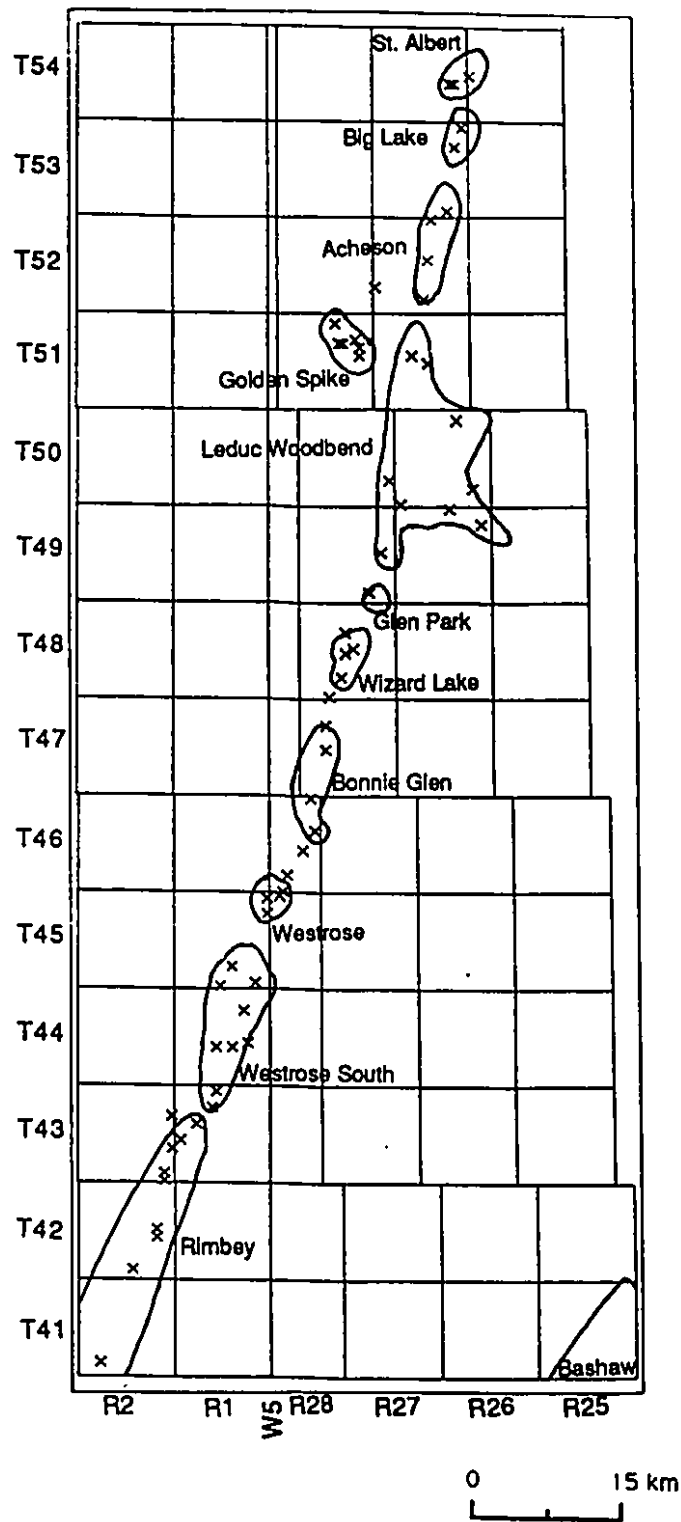 T54
St. Albert
T53
Big Lake
T52
Acheson
T51
Golden Spike
T50
Leduc Woodbend
T49
T48
Glen Park
Wizard Lake
T47
Bonnie Glen
T46
T45
Westrose
T44
Westrose South
T43
T42
Rimbey
T41
Bashaw
R2
R1
W5
R28
R27
R26
R25
0
15 km